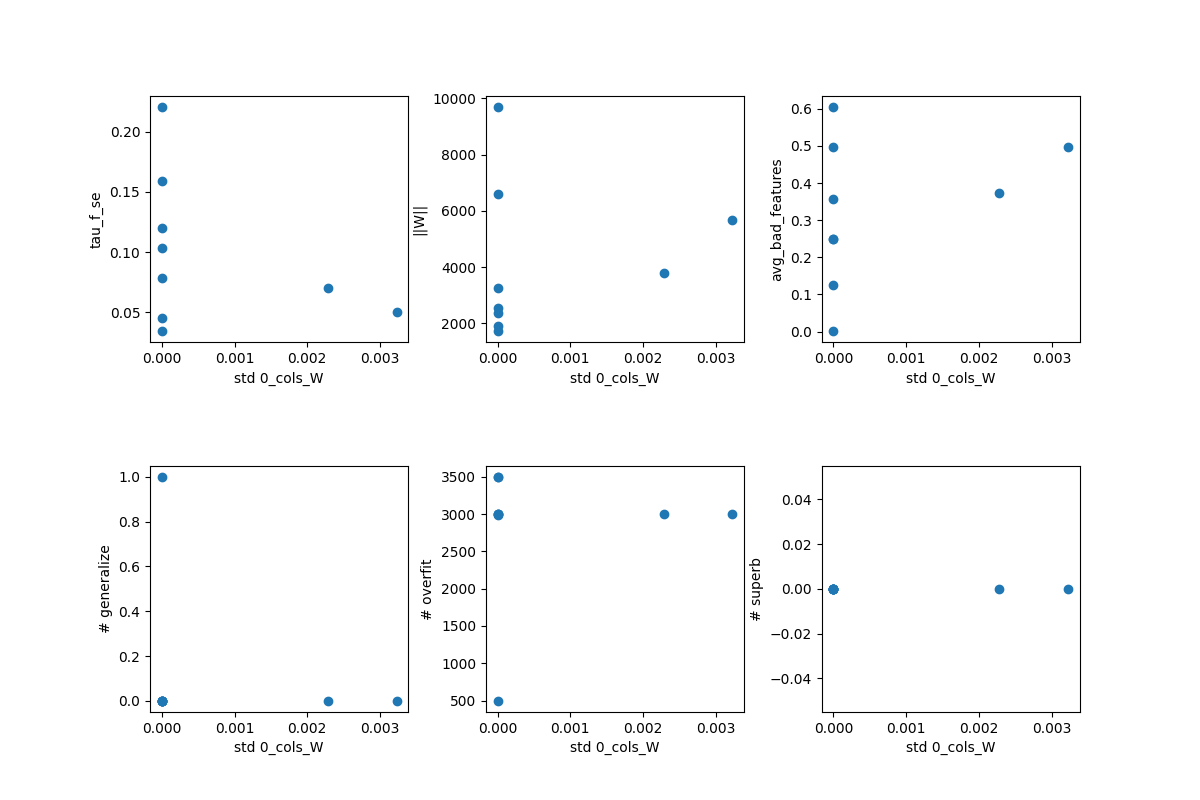 tau_f_se
0.20
0.15
0.10
0.05
0.000 0.001 0.002 0.003
std 0_cols_W
||W||
10000
8000
6000
4000
2000
0.000 0.001 0.002 0.003
std 0_cols_W
avg_bad_features
0.6
0.5
0.4
0.3
0.2
0.1
0.0
0.000 0.001 0.002 0.003
std 0_cols_W
# generalize
1.0
0.8
0.6
0.4
0.2
0.0
0.000 0.001 0.002 0.003
std 0_cols_W
# overfit
3500
3000
2500
2000
1500
1000
500
0.000 0.001 0.002 0.003
std 0_cols_W
# superb
0.04
0.02
0.00
−0.02
−0.04
0.000 0.001 0.002 0.003
std 0_cols_W